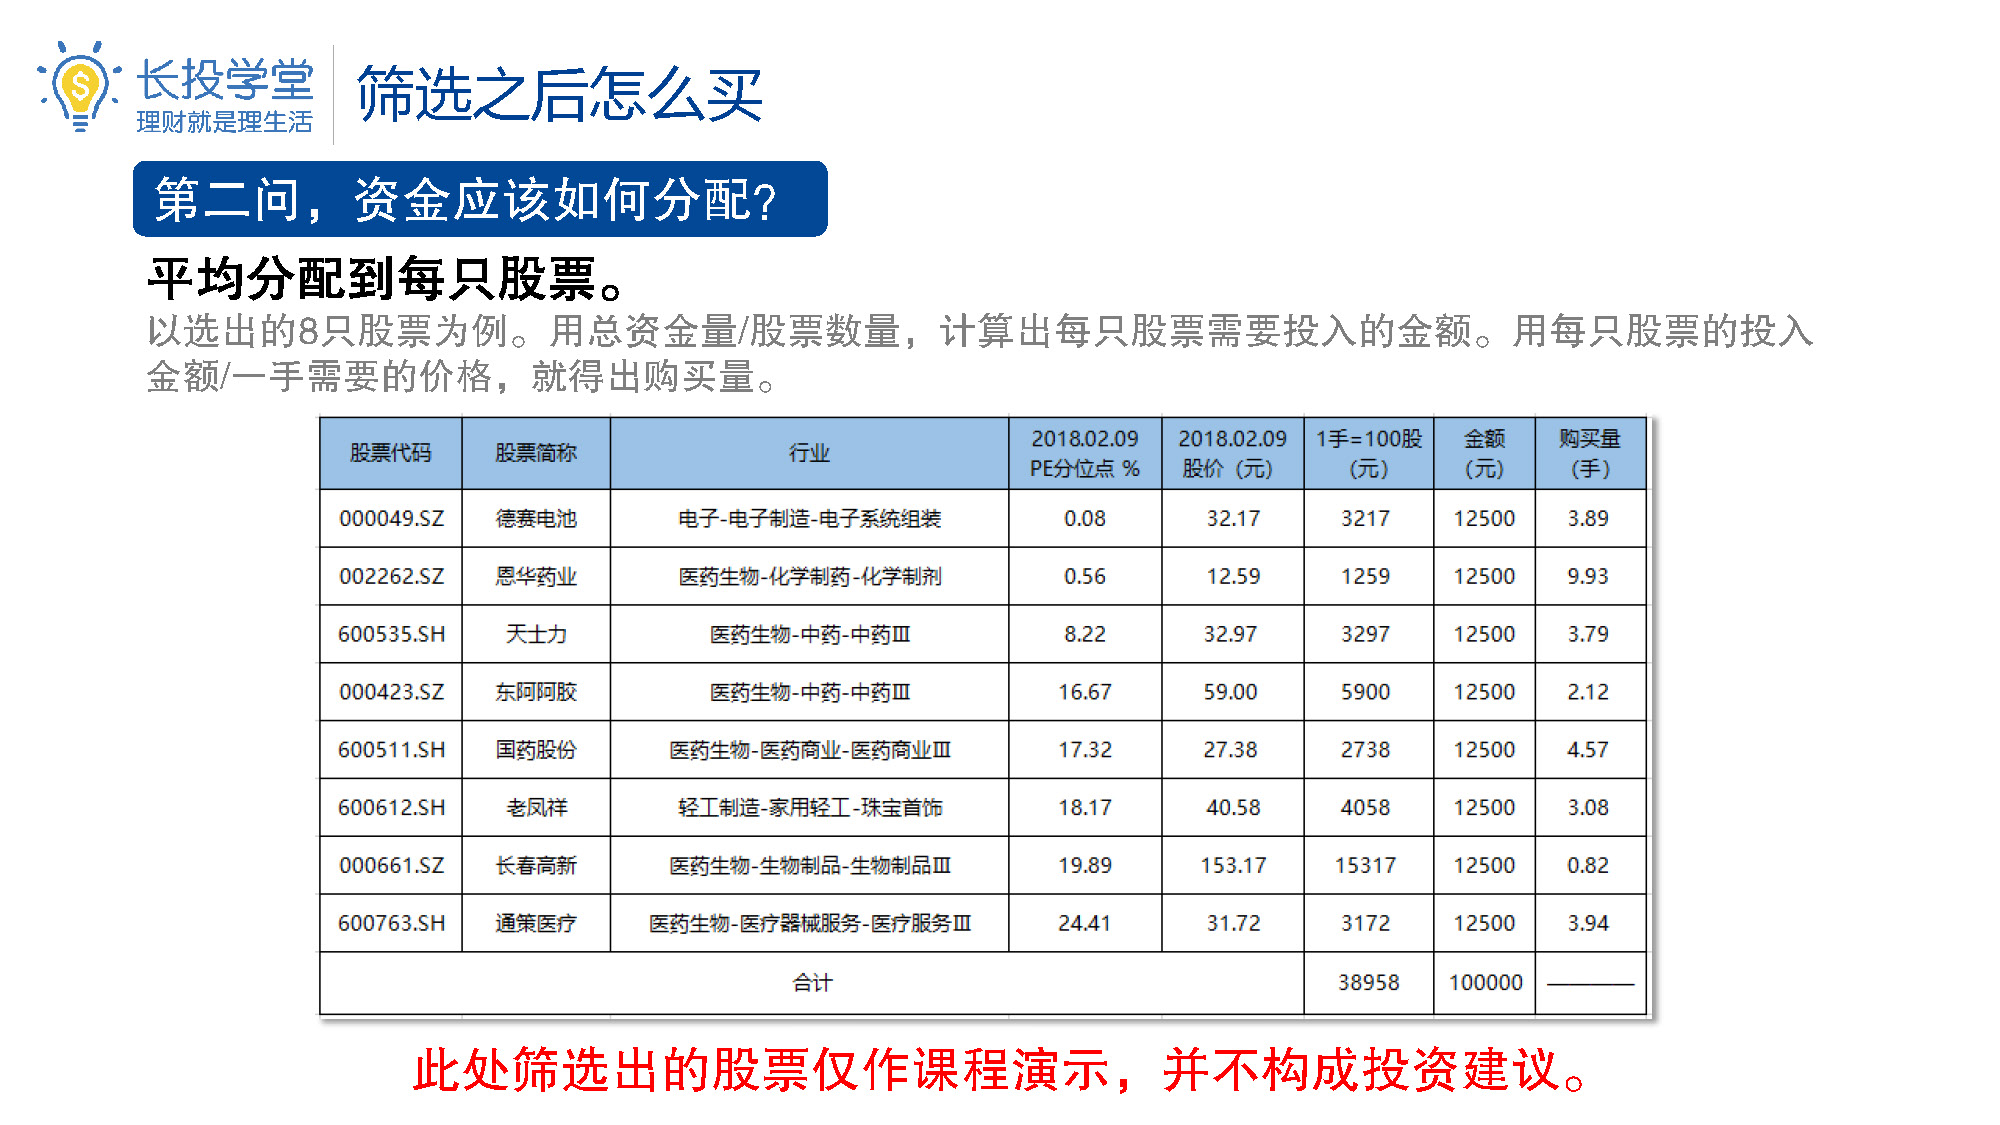 长投学堂
理财就是理生活
筛选之后怎么买
第二问，资金应该如何分配？
平均分配到每只股票。
以选出的8只股票为例。用总资金量/股票数量，计算出每只股票需要投入的金额。用每只股票的投入
金额/一手需要的价格，就得出购买量。
股票代码 股票简称 行业 2018.02.09 PE分位点 % 2018.02.09 股价（元） 1手=100股（元） 金额（元） 购买量（手）
000049.SZ 德赛电池 电子-电子制造-电子系统组装 0.08 32.17 3217 12500 3.89
002262.SZ 恩华药业 医药生物-化学制药-化学制剂 0.56 12.59 1259 12500 9.93
600535.SH 天士力 医药生物-中药-中药Ⅲ 8.22 32.97 3297 12500 3.79
000423.SZ 东阿阿胶 医药生物-中药-中药Ⅲ 16.67 59.00 5900 12500 2.12
600511.SH 国药股份 医药生物-医药商业-医药商业Ⅲ 17.32 27.38 2738 12500 4.57
600612.SH 老凤祥 轻工制造-家用轻工-珠宝首饰 18.17 40.58 4058 12500 3.08
000661.SZ 长春高新 医药生物-生物制品-生物制品Ⅲ 19.89 153.17 15317 12500 0.82
600763.SH 通策医疗 医药生物-医疗器械服务-医疗服务Ⅲ 24.41 31.72 3172 12500 3.94
合计 38958 100000 ————
此处筛选出的股票仅作课程演示，并不构成投资建议。